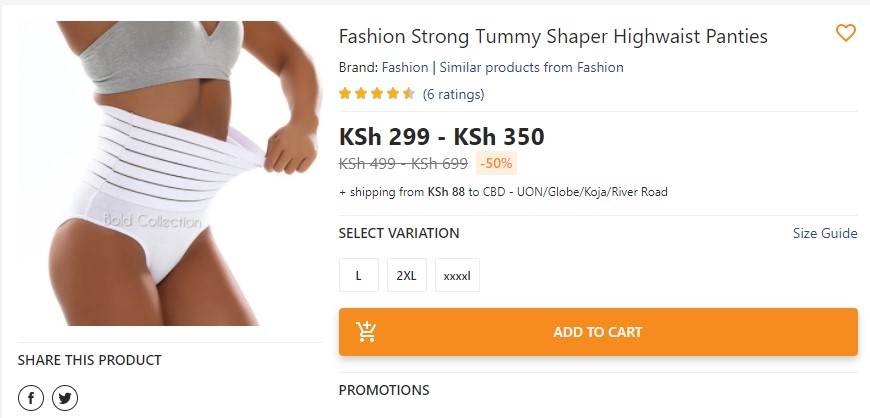 Fashion Strong Tummy Shaper Highwaist Panties
Brand: Fashion | Similar products from Fashion
(6 ratings)
KSh 299 - KSh 350
KSh 499 - KSh 699 -50%
+ shipping from KSh 88 to CBD - UON/Globe/Koja/River Road
SELECT VARIATION Size Guide
L 2XL xxxxl
ADD TO CART
Bold Collection
SHARE THIS PRODUCT
f
PROMOTIONS